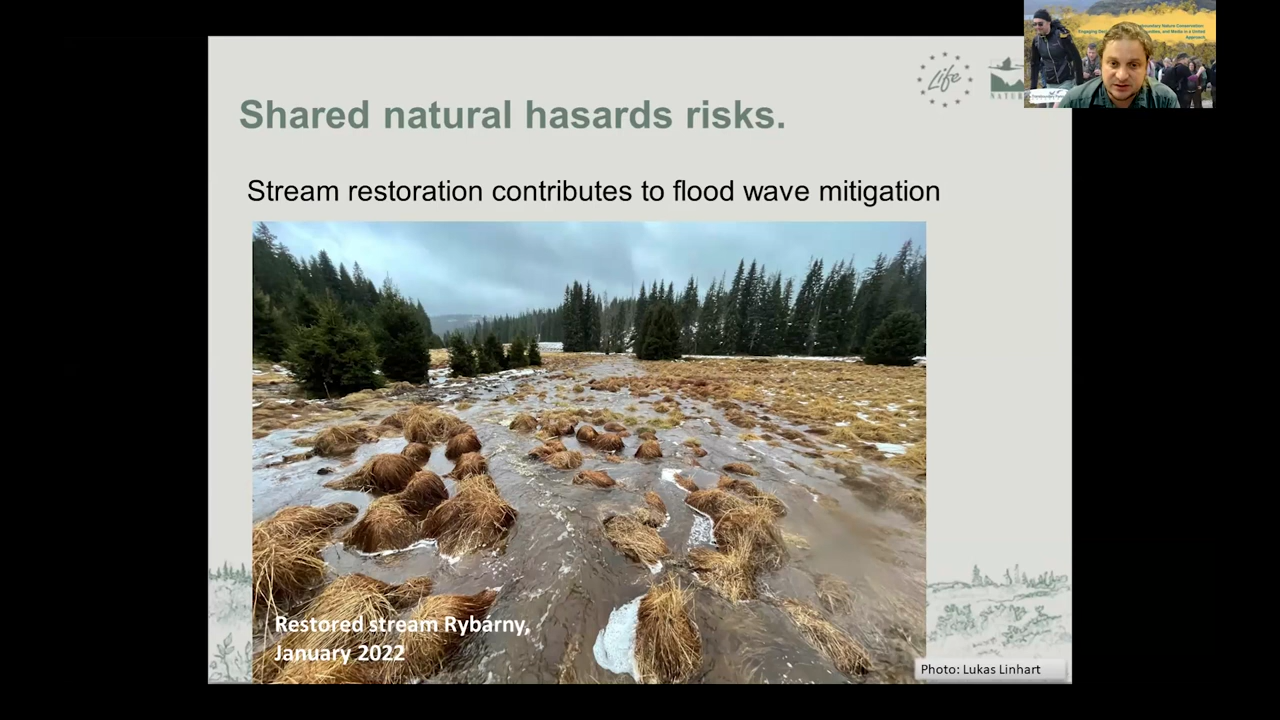 Life
Shared natural hasards risks.
Stream restoration contributes to flood wave mitigation
Restored stream Rybárny,
January 2022
Photo: Lukas Linhart